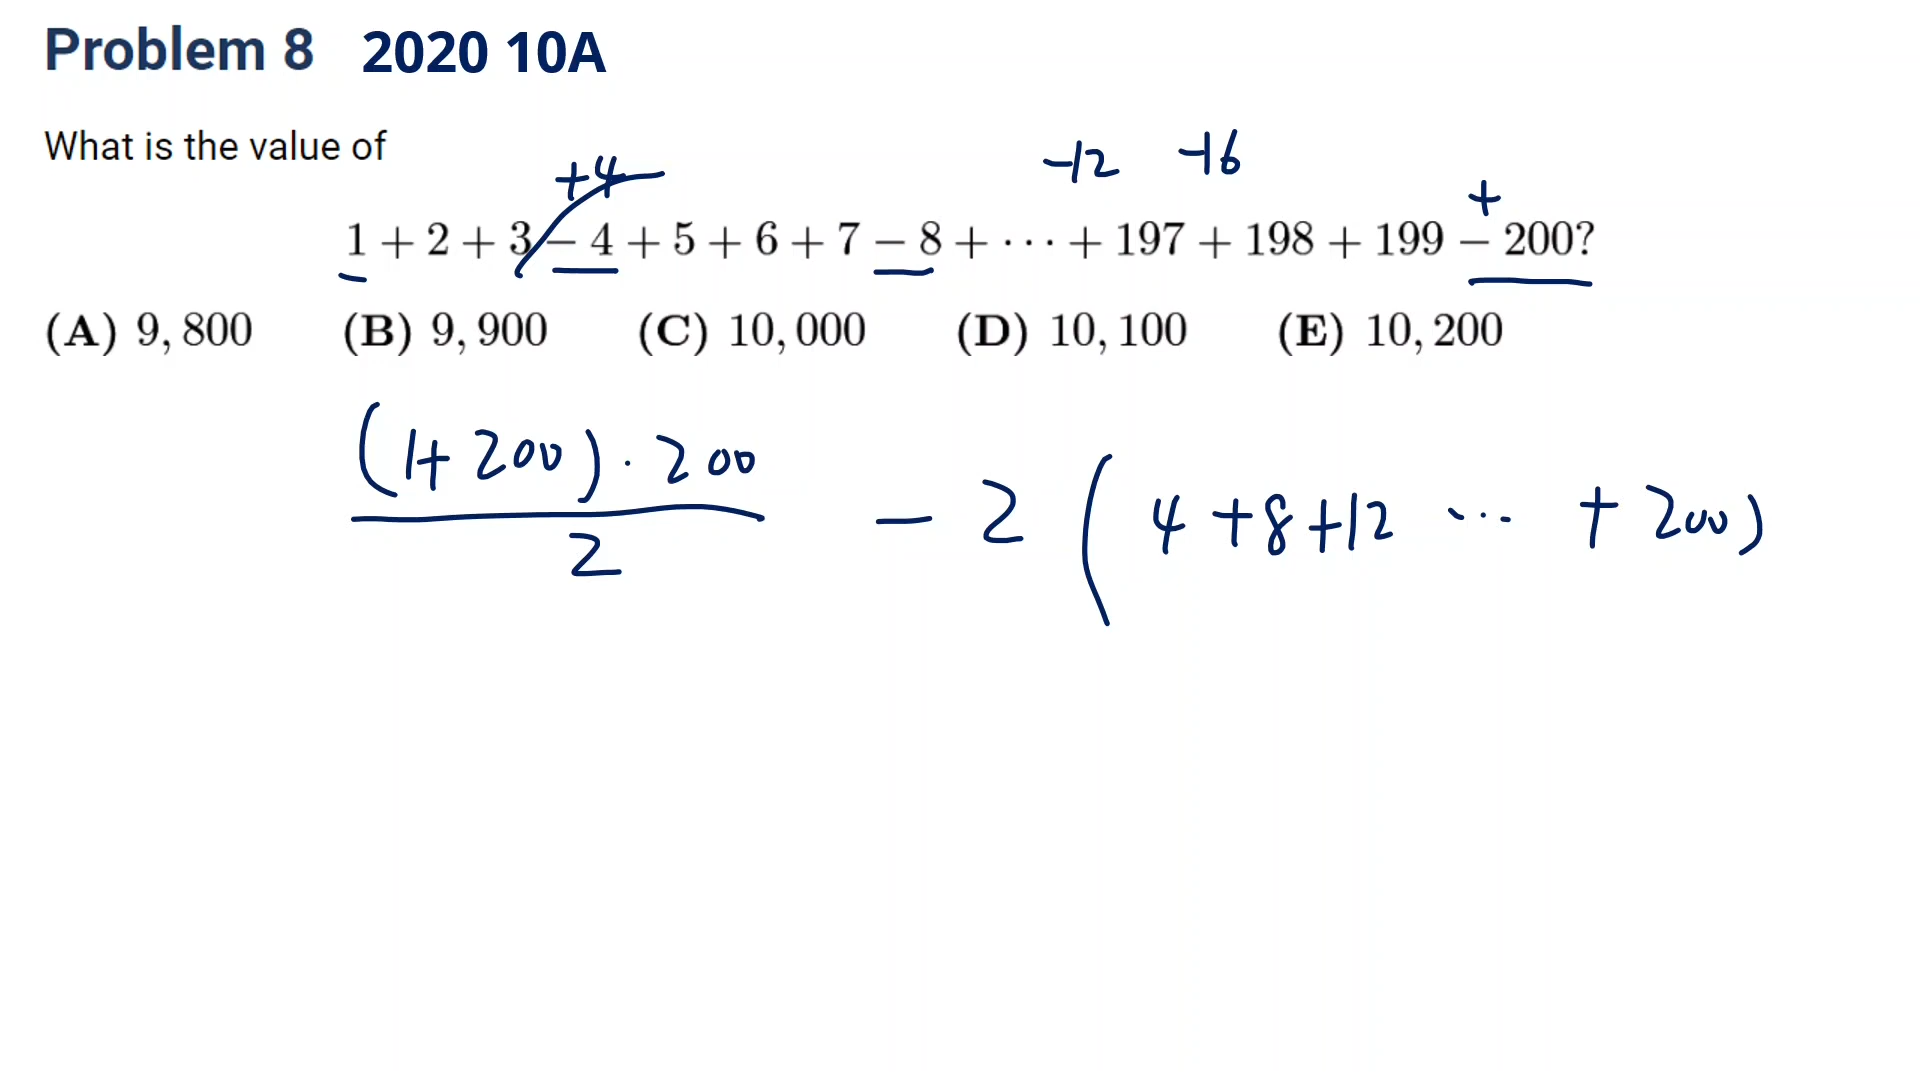 Problem 8 2020 10A
What is the value of
+4 -12 -16 +
1 + 2 + 3 − 4 + 5 + 6 + 7 − 8 + ··· + 197 + 198 + 199 − 200?
(A) 9,800 (B) 9,900 (C) 10,000 (D) 10,100 (E) 10,200
(1+200)·200
2
- 2 (4+8+12 ... + 200)